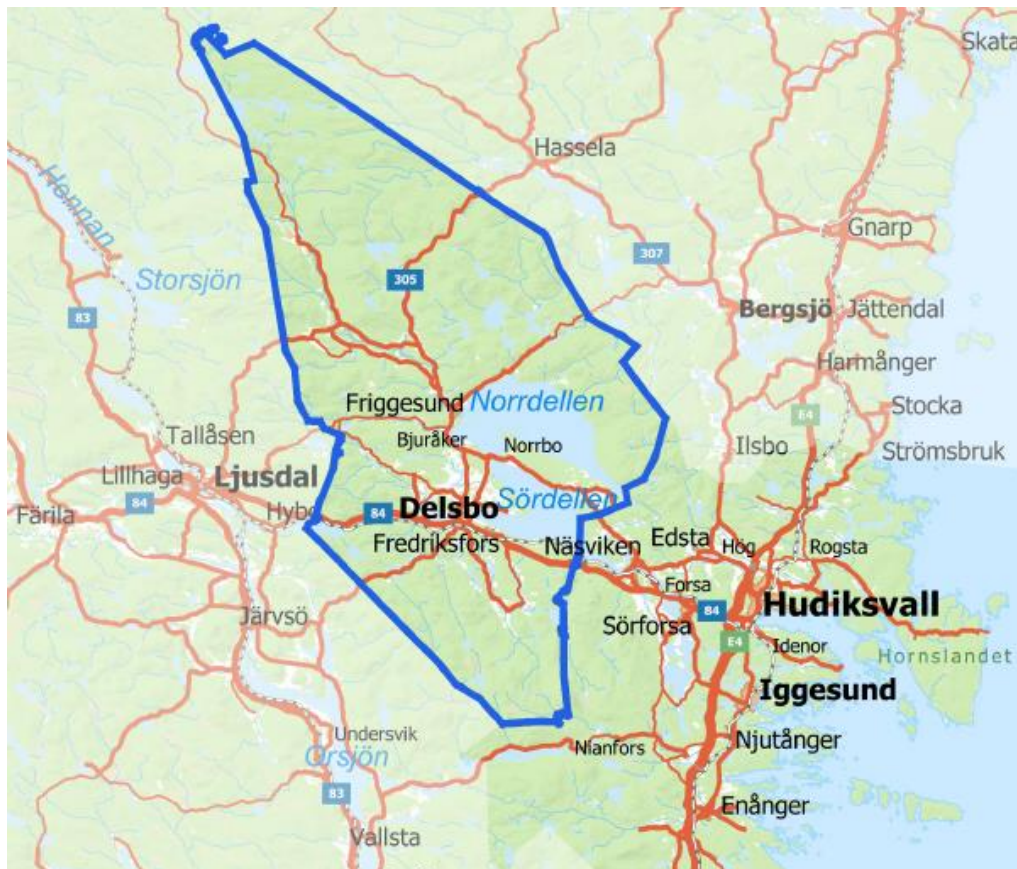 Skata
Hassela
Hennan
Gnarp
307
Storsjön
305
83
Bergsjö
Jättendal
Harmånger
Friggesund
Norrdellen
Stocka
E4
Tallåsen
Bjuråker
Norrbo
Ilsbo
Strömsbruk
Lillhaga
Ljusdal
84
Färila
Hybo
84
Delsbo
Sördellen
Fredriksfors
Näsviken
Edsta
Hög
Rogsta
Forsa
Järvsö
Sörforsa
84
Hudiksvall
E4
Idenor
Hornslandet
Iggesund
Undersvik
Orsjön
Nianfors
Njutånger
83
Enånger
Vallsta